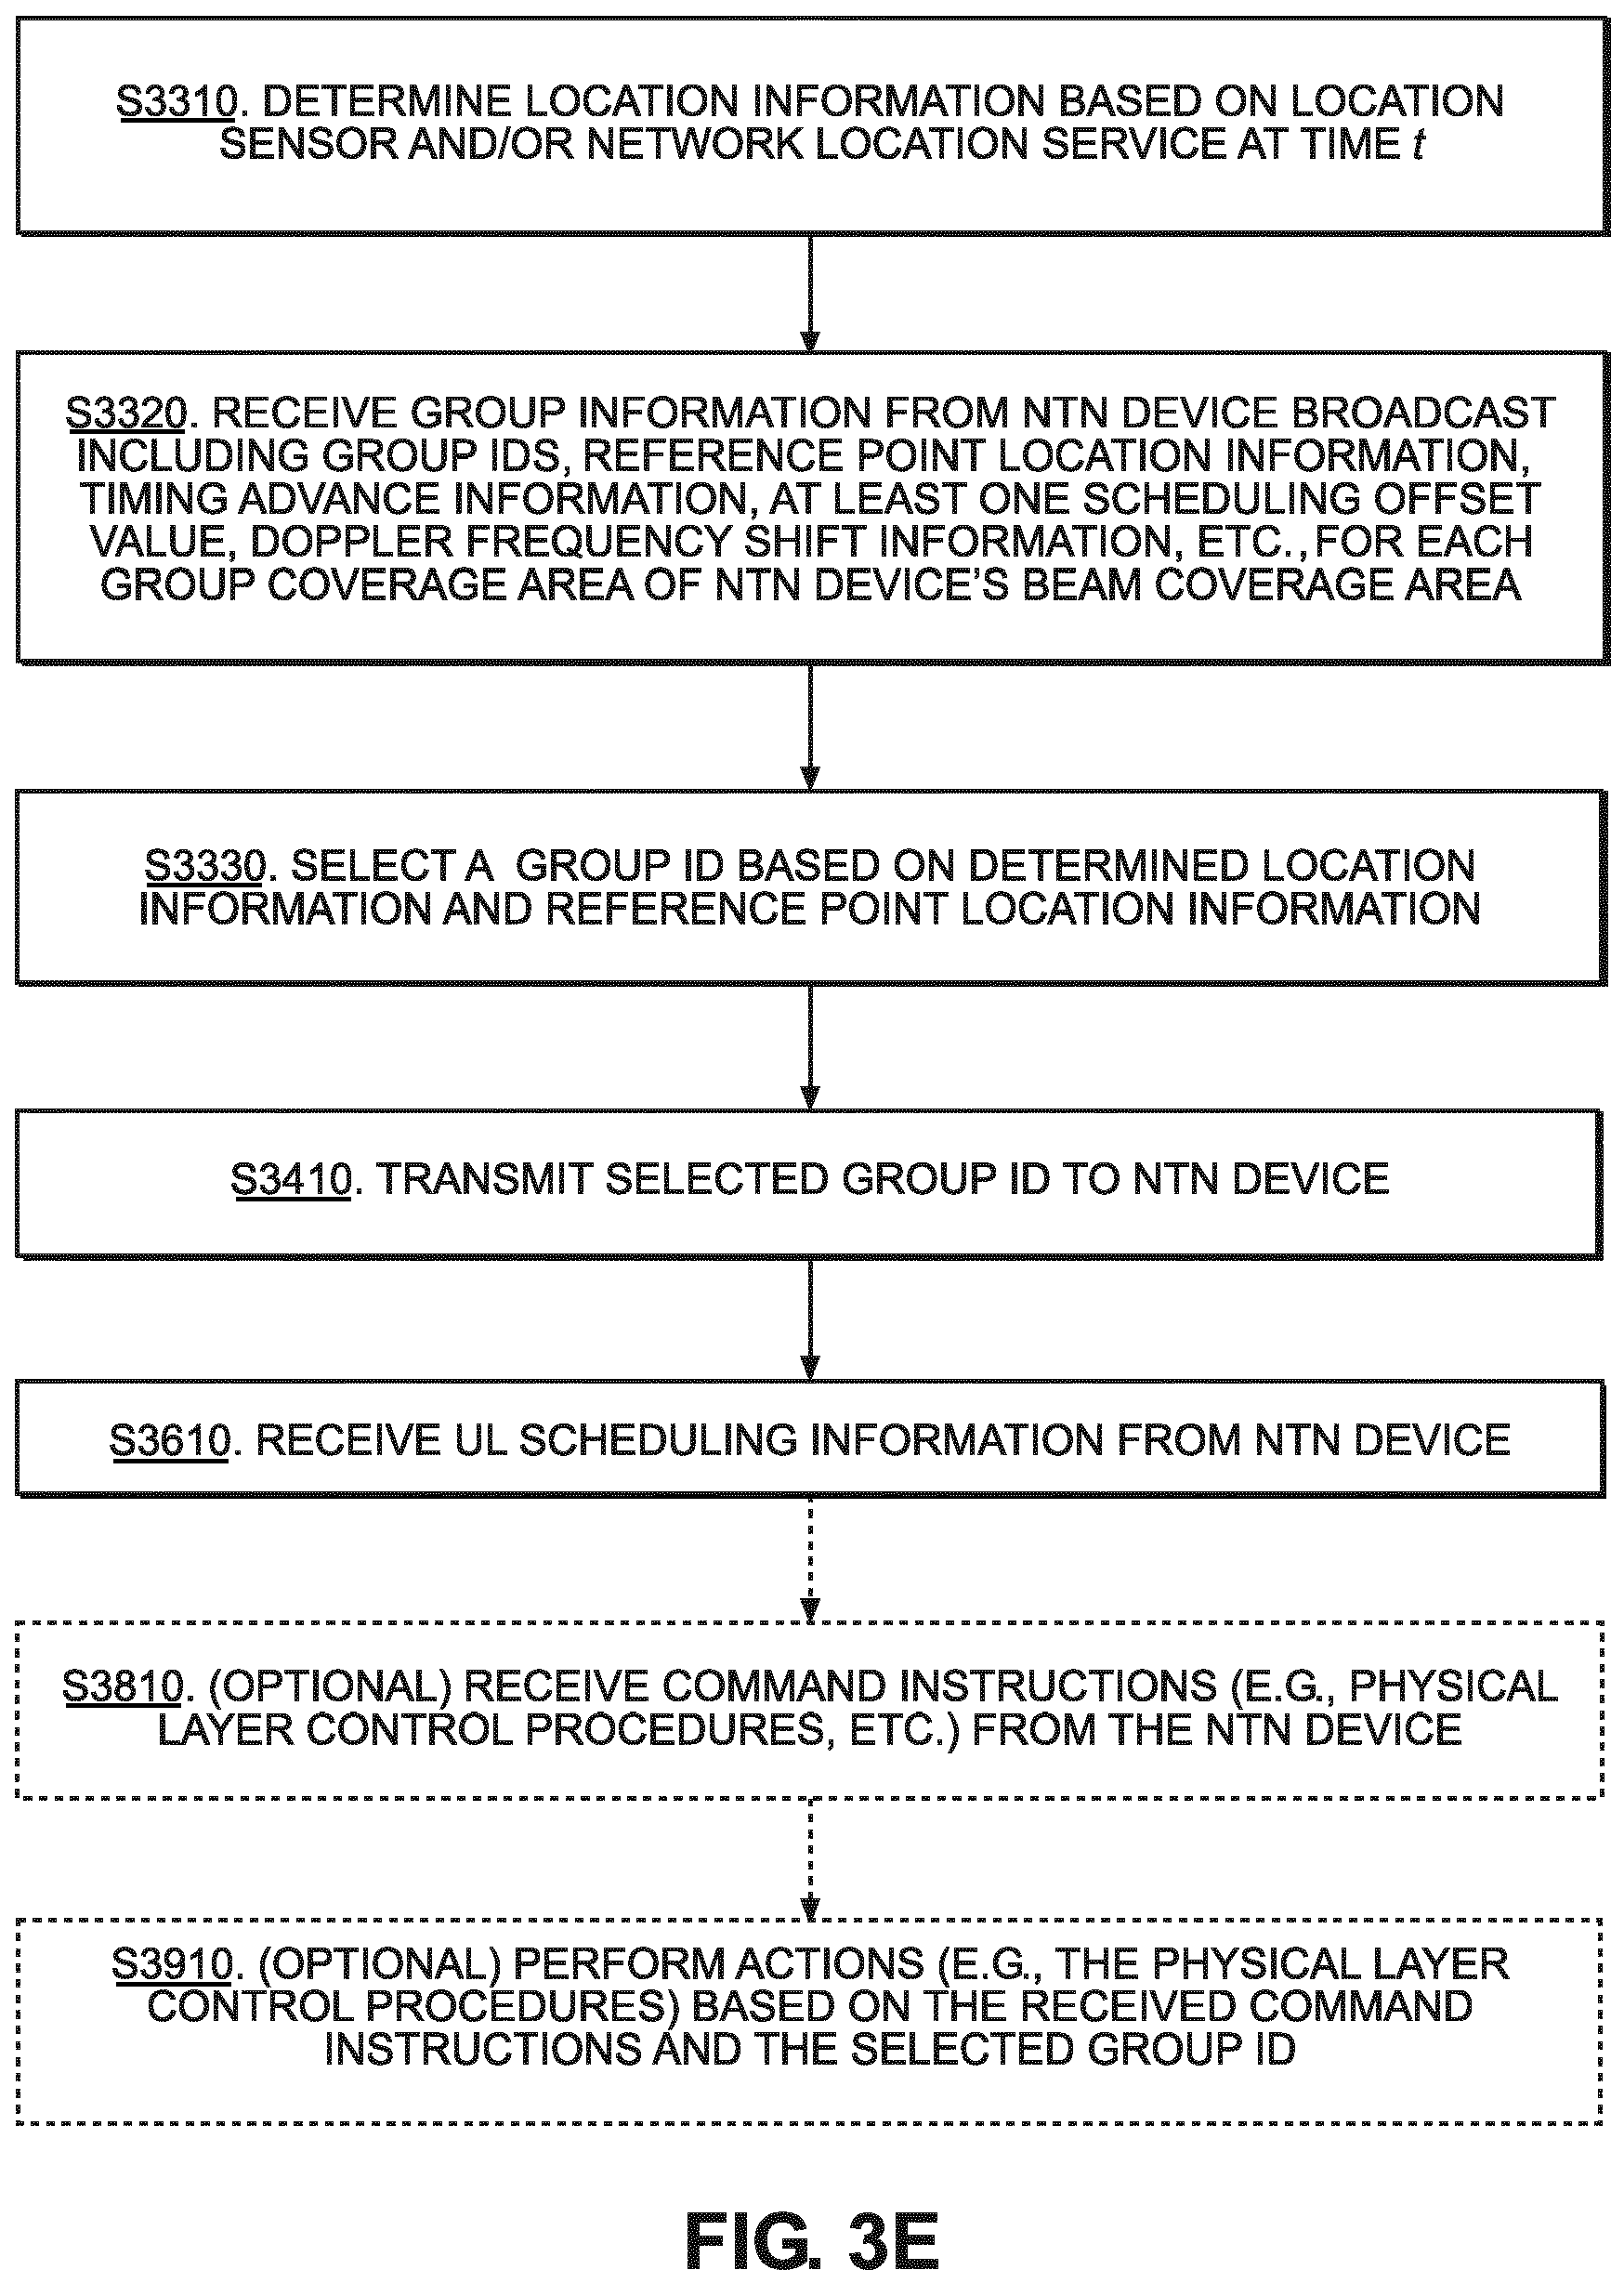 S3310. DETERMINE LOCATION INFORMATION BASED ON LOCATION
SENSOR AND/OR NETWORK LOCATION SERVICE AT TIME t
S3320. RECEIVE GROUP INFORMATION FROM NTN DEVICE BROADCAST
INCLUDING GROUP IDS, REFERENCE POINT LOCATION INFORMATION,
TIMING ADVANCE INFORMATION, AT LEAST ONE SCHEDULING OFFSET
VALUE, DOPPLER FREQUENCY SHIFT INFORMATION, ETC., FOR EACH
GROUP COVERAGE AREA OF NTN DEVICE'S BEAM COVERAGE AREA
S3330. SELECT A GROUP ID BASED ON DETERMINED LOCATION
INFORMATION AND REFERENCE POINT LOCATION INFORMATION
S3410. TRANSMIT SELECTED GROUP ID TO NTN DEVICE
S3610. RECEIVE UL SCHEDULING INFORMATION FROM NTN DEVICE
S3810. (OPTIONAL) RECEIVE COMMAND INSTRUCTIONS (E.G., PHYSICAL
LAYER CONTROL PROCEDURES, ETC.) FROM THE NTN DEVICE
S3910. (OPTIONAL) PERFORM ACTIONS (E.G., THE PHYSICAL LAYER
CONTROL PROCEDURES) BASED ON THE RECEIVED COMMAND
INSTRUCTIONS AND THE SELECTED GROUP ID
FIG. 3E